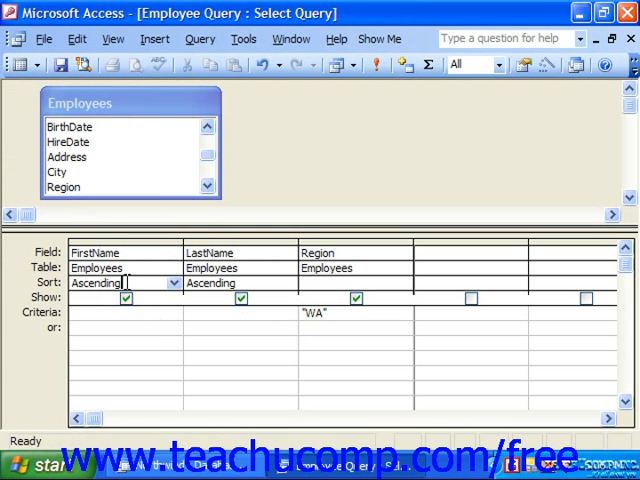 Microsoft Access - [Employee Query : Select Query]
File Edit View Insert Query Tools Window Help Show Me Type a question for help
All
Employees
BirthDate
HireDate
Address
City
Region
Field: FirstName LastName Region
Table: Employees Employees Employees
Sort: Ascending Ascending
Show:
Criteria: "WA"
or:
Ready
www.teachucomp.com/free
start